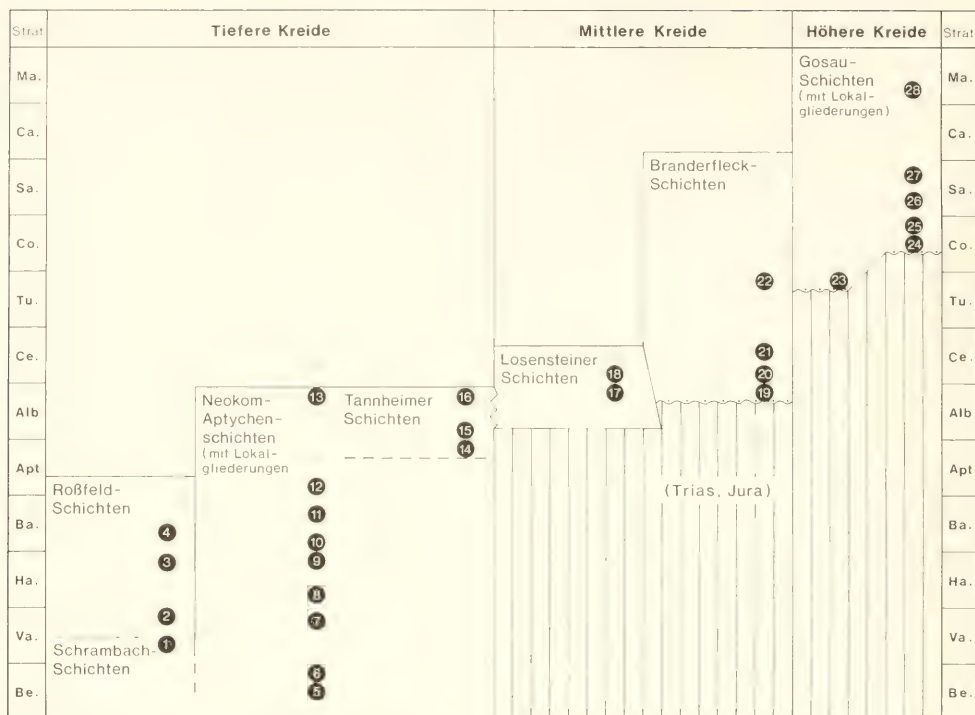 Strat Tiefere Kreide Mittlere Kreide Höhere Kreide Strat
Ma. Gosau- Ma.
Schichten 28
(mit Lokal-
gliederungen)
Ca. Ca.
Branderfleck-
Schichten
27
Sa. Sa.
26
25
Co. 24 Co.
22 23
Tu. Tu.
21
Ce. Losensteiner Ce.
Schichten 18 20
17 19
Neokom- 13 Tannheimer 16
Aptychen- Schichten
Alb Alb
schichten 15
(mit Lokal- 14
gliederungen
Apt Apt
Roßfeld- 12 (Trias, Jura)
Schichten
11
Ba. 4 Ba.
10
3 9
Ha. 8 Ha.
2 7
Va. 1 Va.
Schrambach-
Schichten 6
Be. 5 Be.